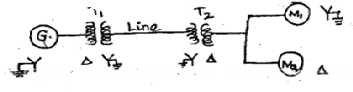 T1 Line T2 M1 Y
G
Y Δ Y Y Δ M2 Δ